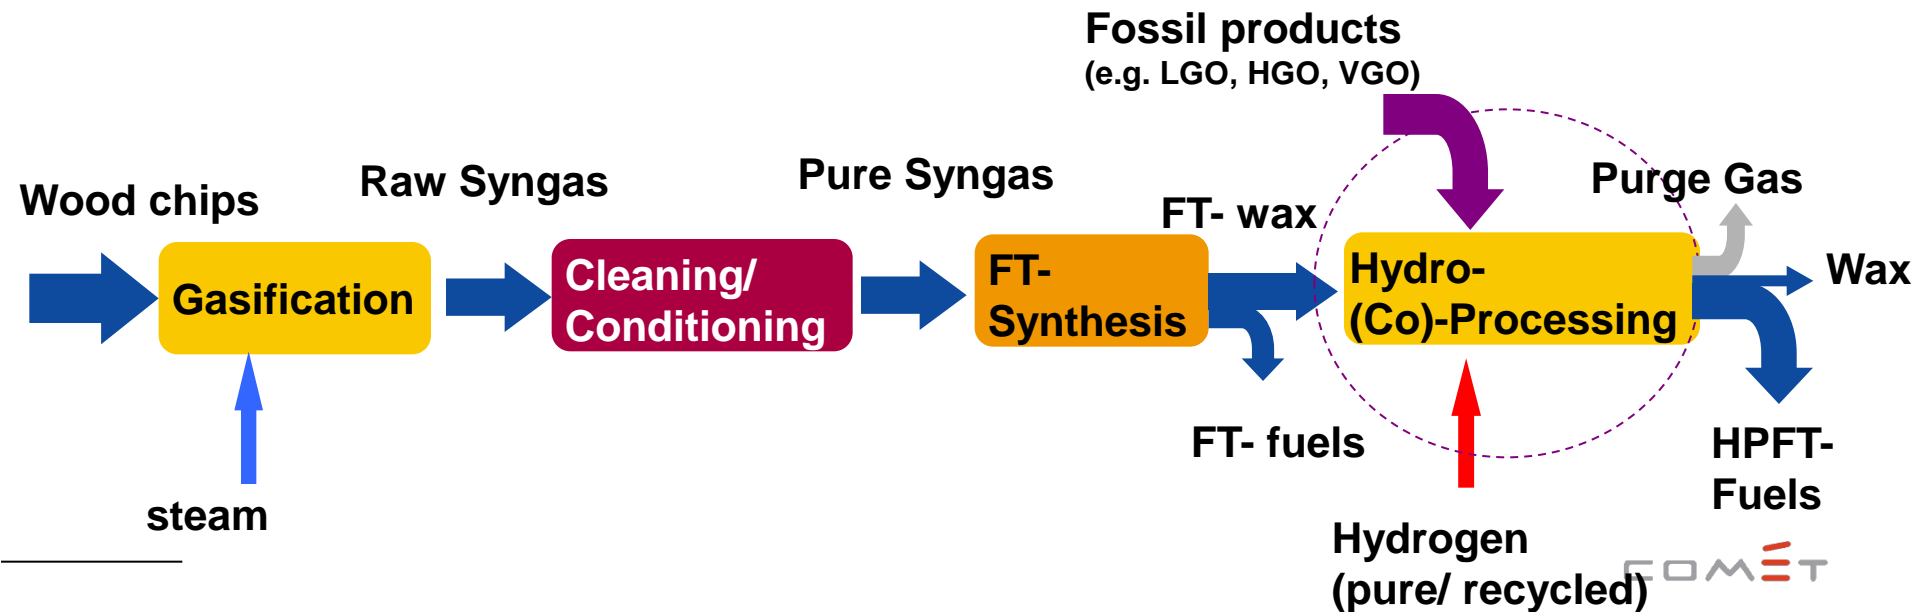 Fossil products
(e.g. LGO, HGO, VGO)
Wood chips
Raw Syngas
Pure Syngas
FT- wax
Purge Gas
Gasification
Cleaning/
Conditioning
FT-
Synthesis
Hydro-
(Co)-Processing
Wax
steam
FT- fuels
HPFT-
Fuels
Hydrogen
(pure/ recycled)
COMÉT